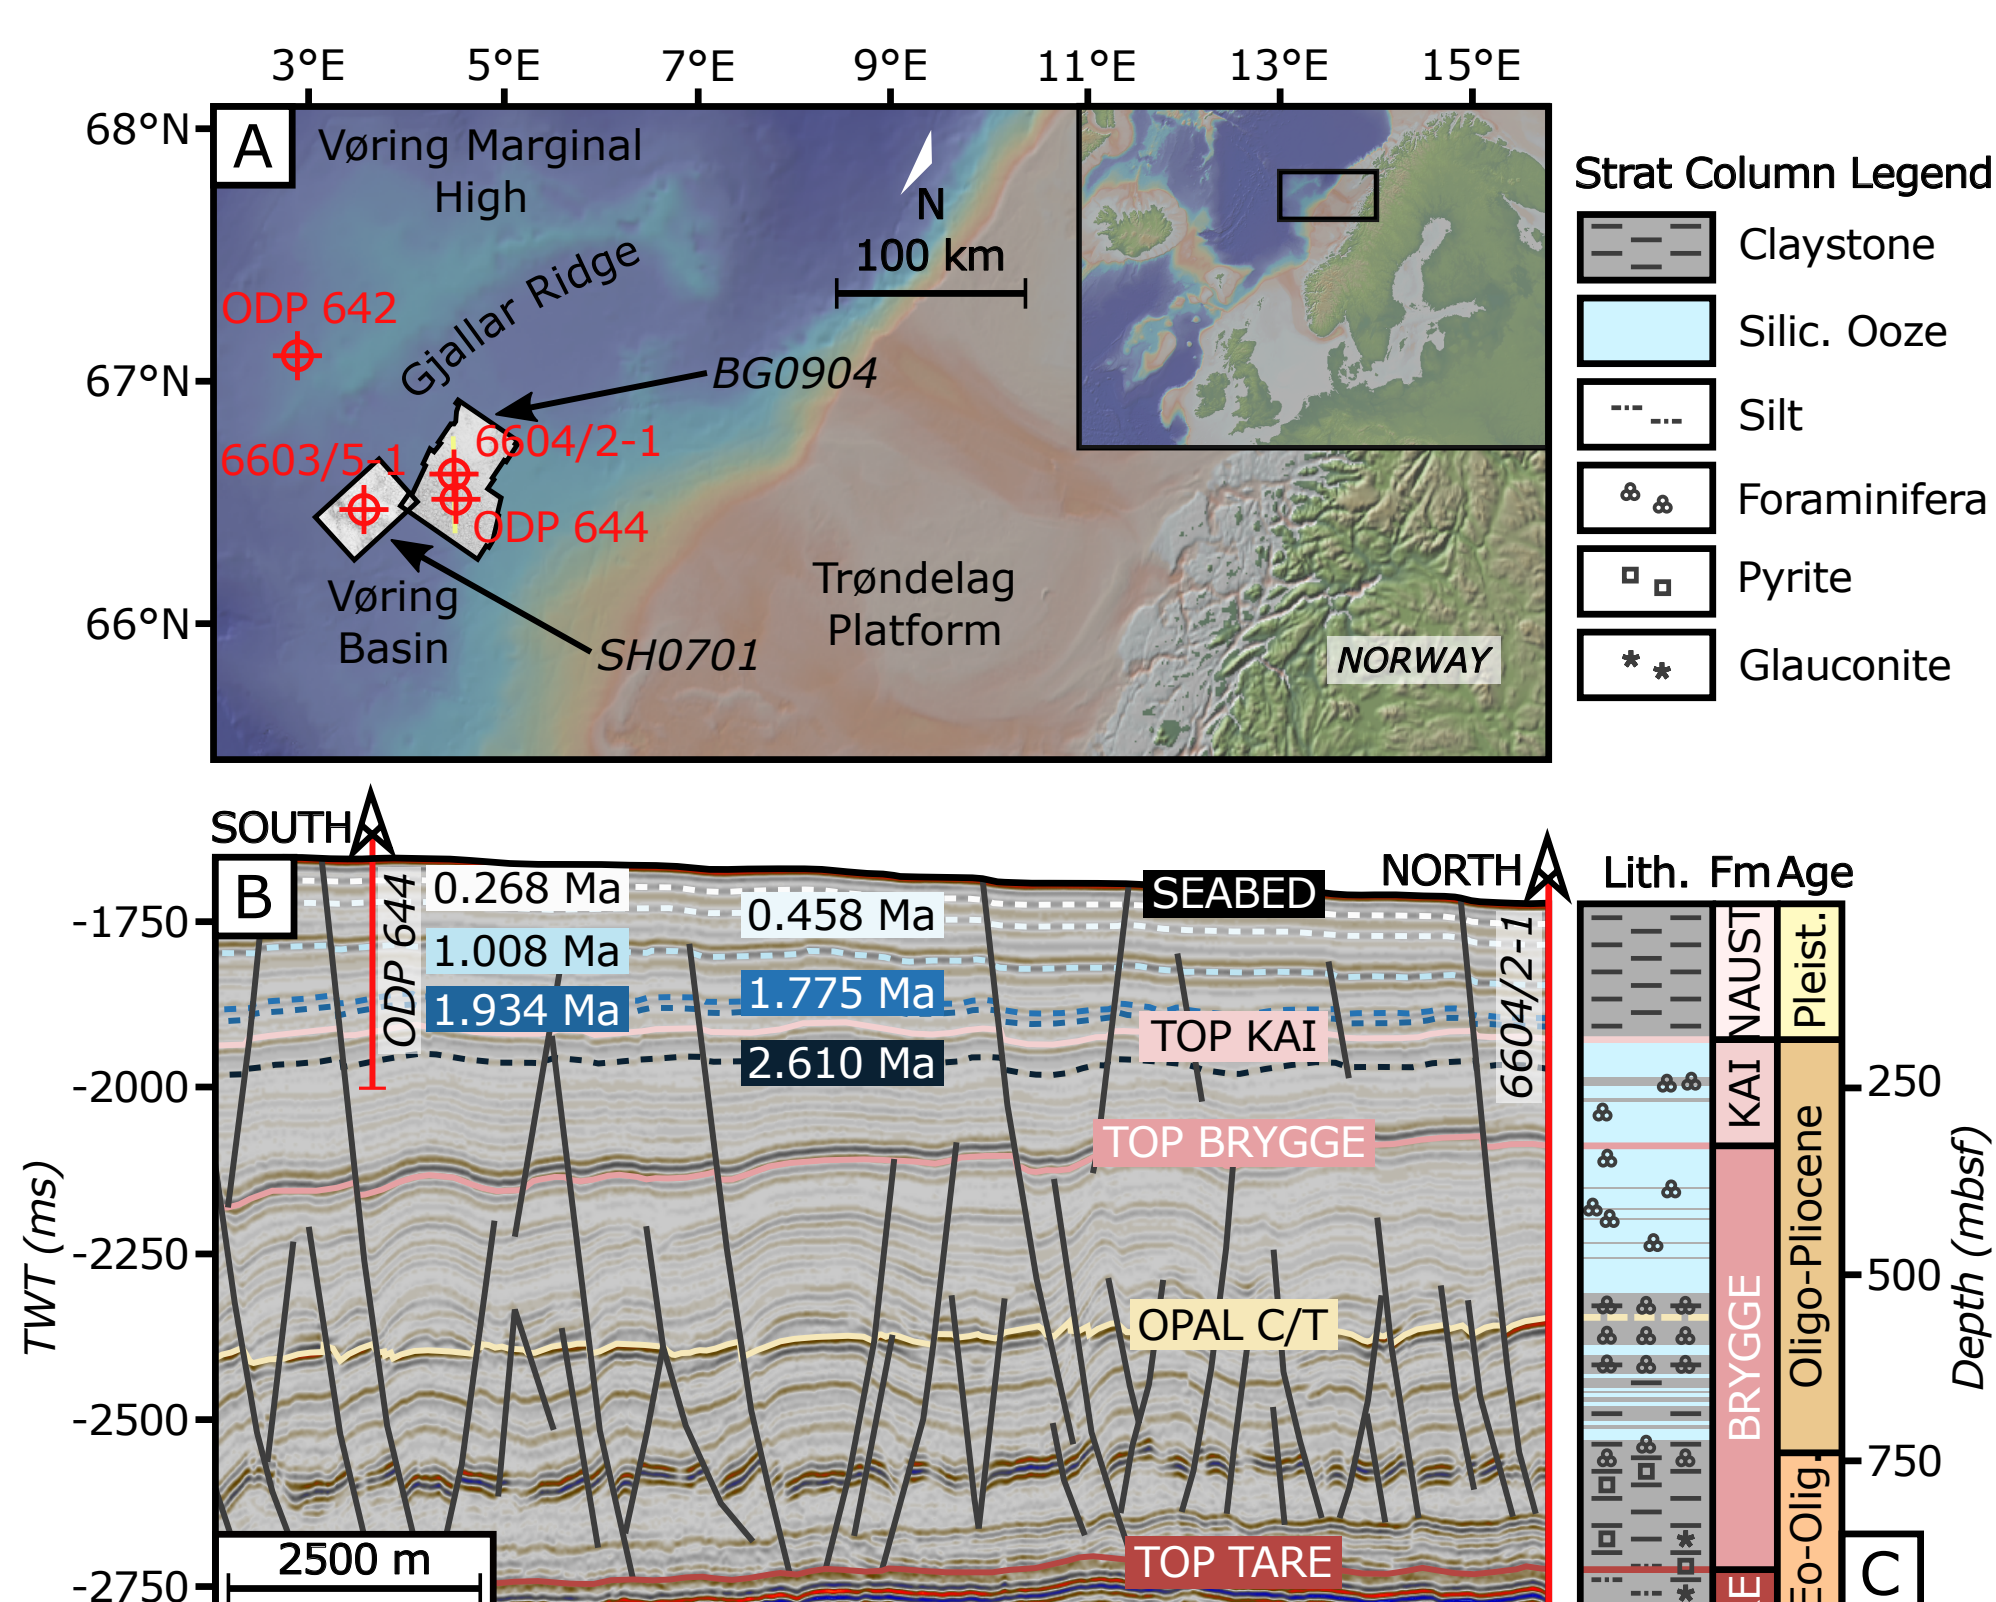 3°E 5°E 7°E 9°E 11°E 13°E 15°E
68°N
67°N
66°N
A
Vøring Marginal
High
N
100 km
Gjallar Ridge
ODP 642
BG0904
6604/2-1
6603/5-1
ODP 644
Vøring
Basin
SH0701
Trøndelag
Platform
NORWAY
Strat Column Legend
Claystone
Silic. Ooze
Silt
Foraminifera
Pyrite
Glauconite
SOUTH
NORTH
B
ODP 644
6604/2-1
0.268 Ma
0.458 Ma
1.008 Ma
1.775 Ma
1.934 Ma
2.610 Ma
SEABED
TOP KAI
TOP BRYGGE
OPAL C/T
TOP TARE
2500 m
TWT (ms)
-1750
-2000
-2250
-2500
-2750
Lith. Fm Age
NAUST
KAI
BRYGGE
E
Pleist.
Oligo-Pliocene
Eo-Olig.
250
500
750
Depth (mbsf)
C